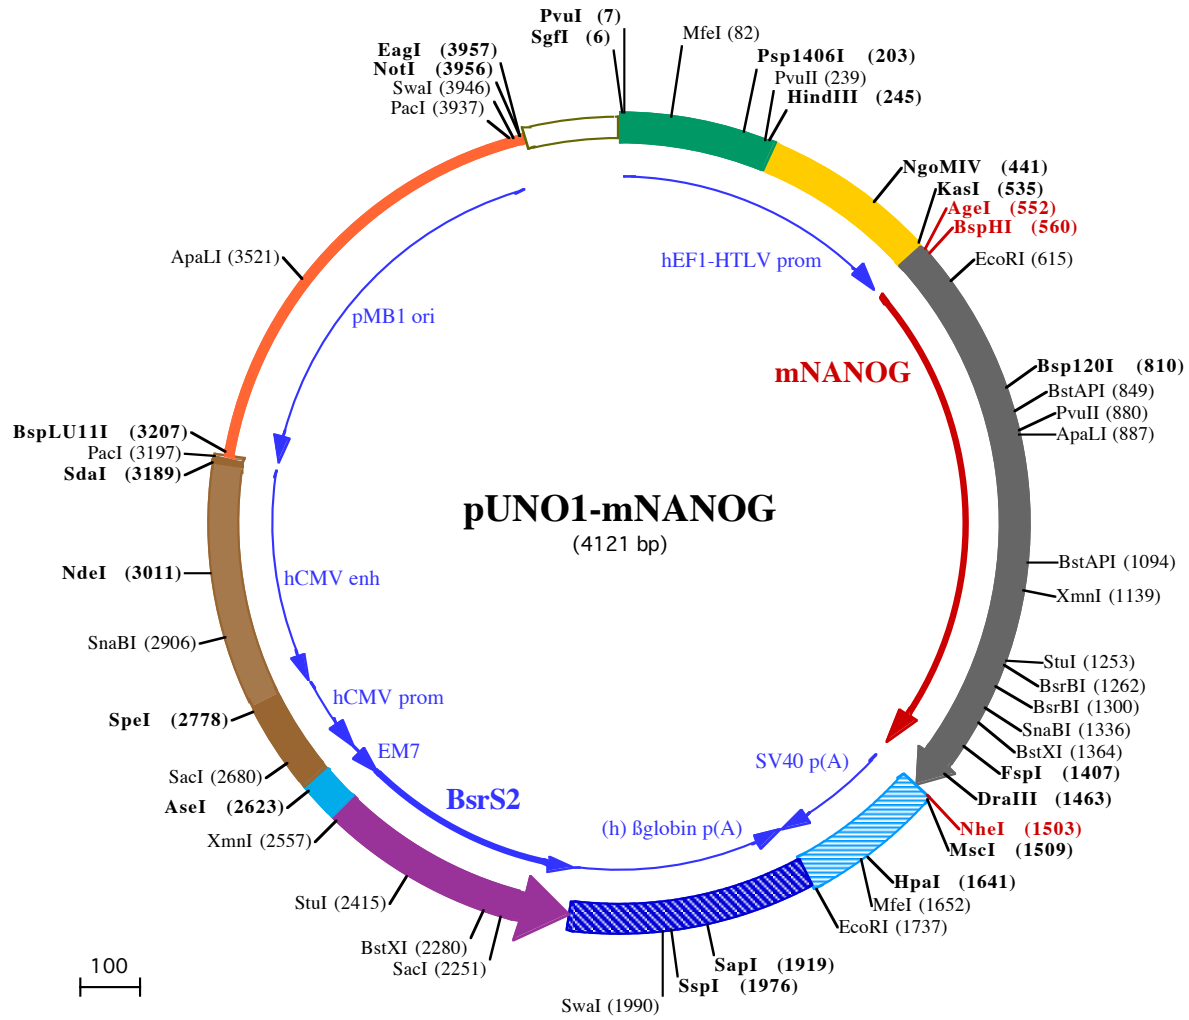 PvuI (7)
SgfI (6)
MfeI (82)
Psp1406I (203)
PvuII (239)
HindIII (245)
EagI (3957)
NotI (3956)
SwaI (3946)
PacI (3937)
NgoMIV (441)
KasI (535)
AgeI (552)
BspHI (560)
EcoRI (615)
ApaLI (3521)
hEF1-HTLV prom
pMB1 ori
mNANOG
Bsp120I (810)
BstAPI (849)
PvuII (880)
ApaLI (887)
BspLU11I (3207)
PacI (3197)
SdaI (3189)
pUNO1-mNANOG
(4121 bp)
NdeI (3011)
hCMV enh
BstAPI (1094)
XmnI (1139)
SnaBI (2906)
StuI (1253)
BsrBI (1262)
BsrBI (1300)
SnaBI (1336)
BstXI (1364)
FspI (1407)
DraIII (1463)
hCMV prom
SpeI (2778)
EM7
SV40 p(A)
SacI (2680)
AseI (2623)
BsrS2
(h) ßglobin p(A)
XmnI (2557)
NheI (1503)
MscI (1509)
HpaI (1641)
MfeI (1652)
EcoRI (1737)
StuI (2415)
BstXI (2280)
SacI (2251)
SapI (1919)
SspI (1976)
SwaI (1990)
100